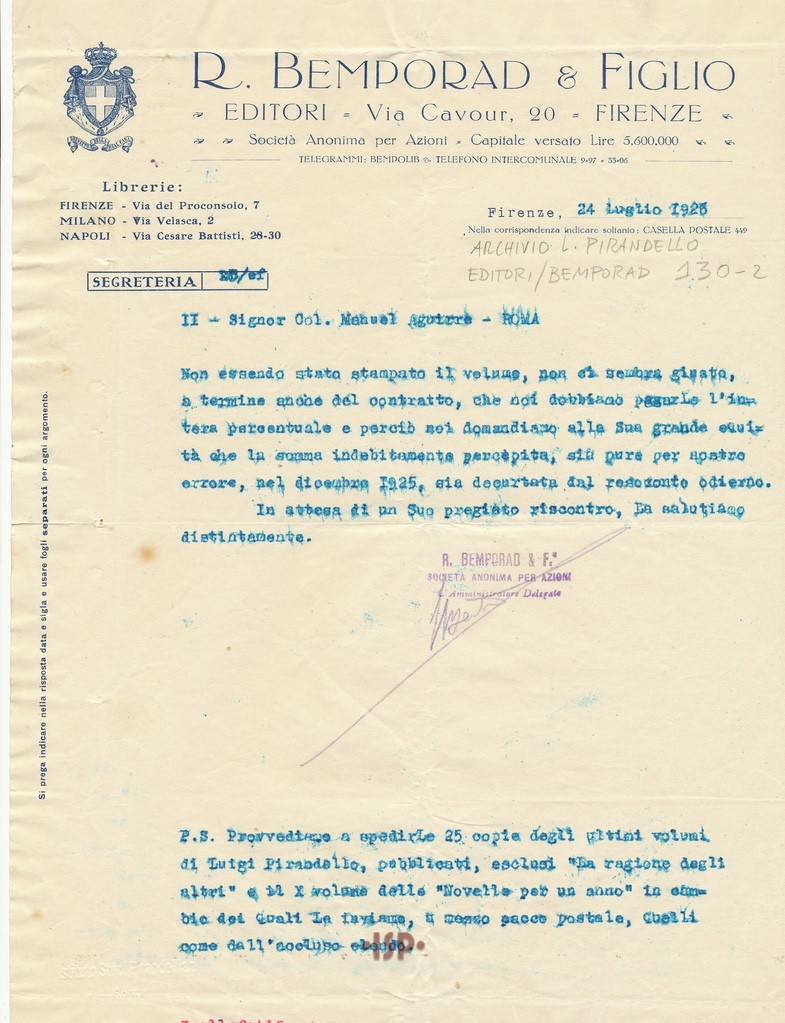 R. BEMPORAD & FIGLIO
EDITORI = Via Cavour, 20 = FIRENZE
Società Anonima per Azioni - Capitale versato Lire 5.600.000
TELEGRAMMI: BEMPOLIB - TELEFONO INTERCOMUNALE 9-97 - 33-06
Librerie:
FIRENZE - Via del Proconsolo, 7
MILANO - Via Velasca, 2
NAPOLI - Via Cesare Battisti, 28-30
Firenze, 24 Luglio
Nella corrispondenza indicare soltanto: CASELLA POSTALE 449
ARCHIVIO L. PIRANDELLO
EDITORI/BEMPORAD 130-2
SEGRETERIA EB/ef
II - Signor Col. Manuel Aguirre - ROMA
Non essendo stato stampato il volume, non ci sembra giusto,
a termine anche del contratto, che noi dobbiamo pagarLe l'in-
tera percentuale e perciò noi domandiamo alla Sua grande equi-
tà che la somma indebitamente percepita, sia pure per nostro
errore, nel dicembre 1925, sia decurtata dal resoconto odierno.
In attesa di un Suo pregiato riscontro, La salutiamo
distintamente.
R. BEMPORAD & F.º
SOCIETÀ ANONIMA PER AZIONI
L'Amministratore Delegato
Si prega indicare nella risposta data e sigla e usare fogli separati per ogni argomento.
P.S. Provvediamo a spedirLe 25 copie degli ultimi volumi
di Luigi Pirandello, pubblicati, esclusi "La ragione degli
altri" e il X volume delle "Novelle per un anno" in cam-
bio dei quali Le inviamo, a mezzo pacco postale, quelli
come dall'accluso elenco.
•ISP•